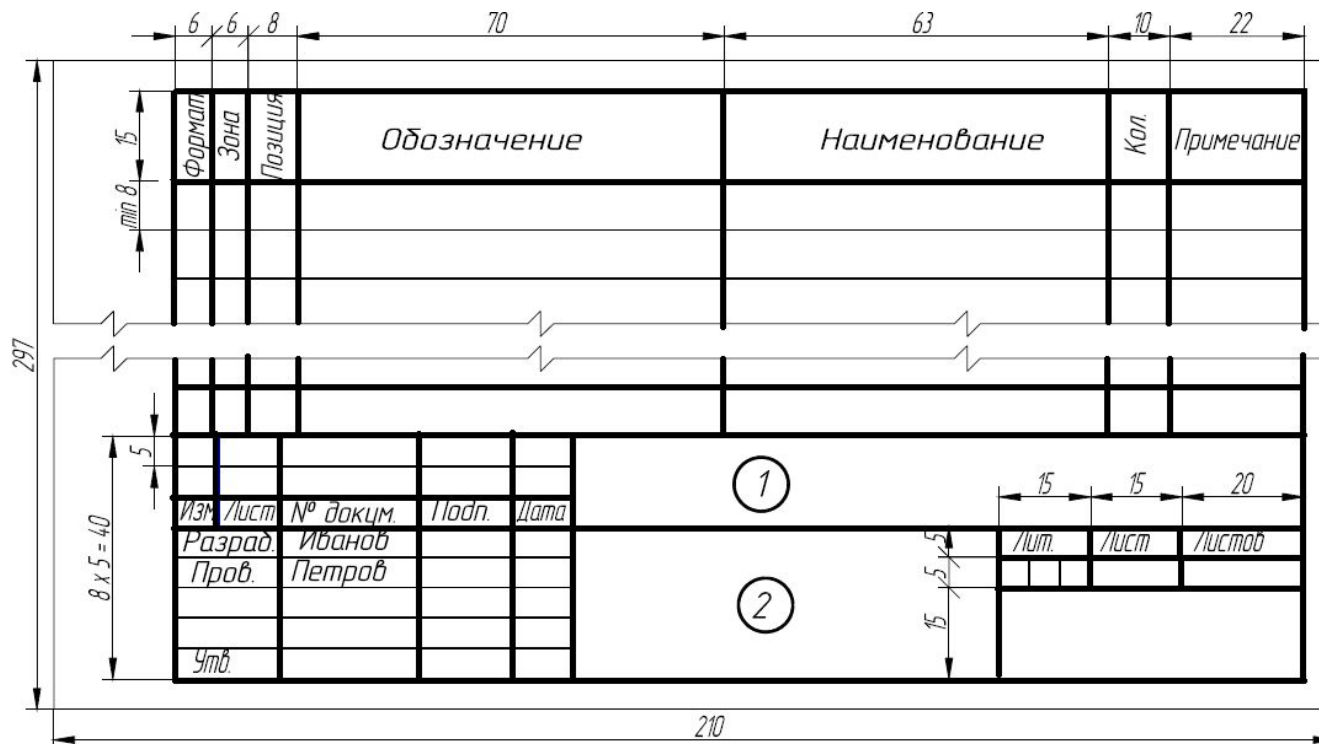 6 6 8 70 63 10 22
15 Формат Зона Позиция Обозначение Наименование Кол. Примечание
min 8
297
5
1
15 15 20
Изм Лист № докум. Подп. Дата
8 x 5 = 40
Разраб. Иванов 5 Лит. Лист Листов
Пров. Петров 5
2
15
Утв.
210